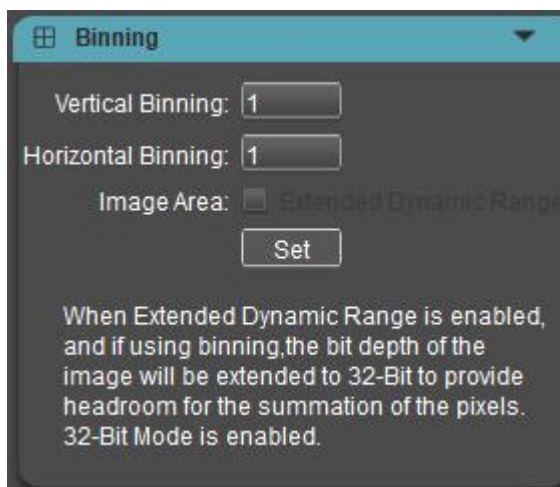 Binning
Vertical Binning: 1
Horizontal Binning: 1
Image Area: Extended Dynamic Range
Set
When Extended Dynamic Range is enabled,
and if using binning,the bit depth of the
image will be extended to 32-Bit to provide
headroom for the summation of the pixels.
32-Bit Mode is enabled.